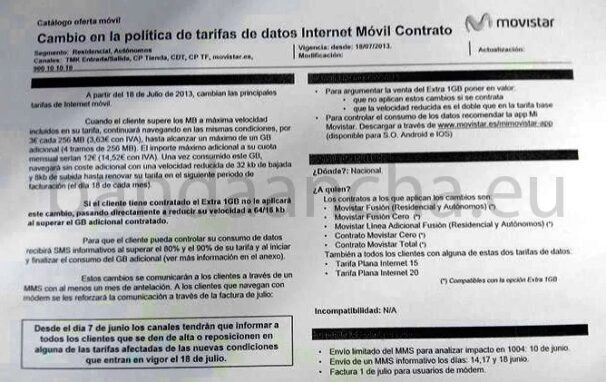 Catálogo oferta móvil
Cambio en la política de tarifas de datos Internet Móvil Contrato
movistar
Segmento: Residencial, Autónomos
Canales: TMK Entrada/Salida, CP Tienda, CDT, CP TF, movistar.es,
900.10.10.10
Vigencia: desde: 18/07/2013.
Modificación:
Actualización:
A partir del 18 de Julio de 2013, cambian las principales
tarifas de Internet móvil.
Cuando el cliente supere los MB a máxima velocidad
incluidos en su tarifa, continuará navegando en las mismas condiciones, por
3€ cada 256 MB (3,63€ con IVA), hasta alcanzar un máximo de un GB
adicional (4 tramos de 256 MB). El importe máximo adicional a su cuota
mensual serían 12€ (14,52€ con IVA). Una vez consumido este GB,
navegará sin coste adicional con una velocidad reducida de 32 kb de bajada
y 8kb de subida hasta renovar su tarifa en el siguiente periodo de
facturación (el día 18 de cada mes).
Si el cliente tiene contratado el Extra 1GB no le aplicará
este cambio, pasando directamente a reducir su velocidad a 64/16 kb
al superar el GB adicional contratado.
Para que el cliente pueda controlar su consumo de datos
recibirá SMS informativos al superar el 80% y el 90% de su tarifa y al iniciar
y finalizar el consumo del GB adicional (ver más información en el anexo).
Estos cambios se comunicarán a los clientes a través de un
MMS con al menos un mes de antelación. A los clientes que navegan con
módem se les reforzará la comunicación a través de la factura de julio:
Desde el día 7 de junio los canales tendrán que informar a
todos los clientes que se den de alta o reposicionen en
alguna de las tarifas afectadas de las nuevas condiciones
que entran en vigor el 18 de julio.
• Para argumentar la venta del Extra 1GB poner en valor:
que no aplican estos cambios si se contrata
que la velocidad reducida es el doble que en la tarifa base
• Para controlar el consumo de los datos recomendar la app Mi
Movistar. Descargar a través de www.movistar.es/mimovistar-app
(disponible para S.O. Android e IOS)
¿Dónde?: Nacional
¿A quien?
Los contratos a los que aplican los cambios son:
• Movistar Fusión (Residencial y Autónomos) (*)
• Movistar Fusión Cero (*)
• Movistar Línea Adicional Fusión (Residencial y Autónomos) (*)
• Contrato Movistar Cero (*)
• Contrato Movistar Total (*)
También a todos los clientes con alguna de estas dos tarifas de datos:
• Tarifa Plana Internet 15
• Tarifa Plana Internet 20
(*) Compatibles con la opción Extra 1GB
Incompatibilidad: N/A
• Envío limitado del MMS para analizar impacto en 1004: 10 de junio.
• Envío de un MMS informativo los días: 14,17 y 18 junio.
• Factura 1 de julio para usuarios de módem.
bandaancha.eu